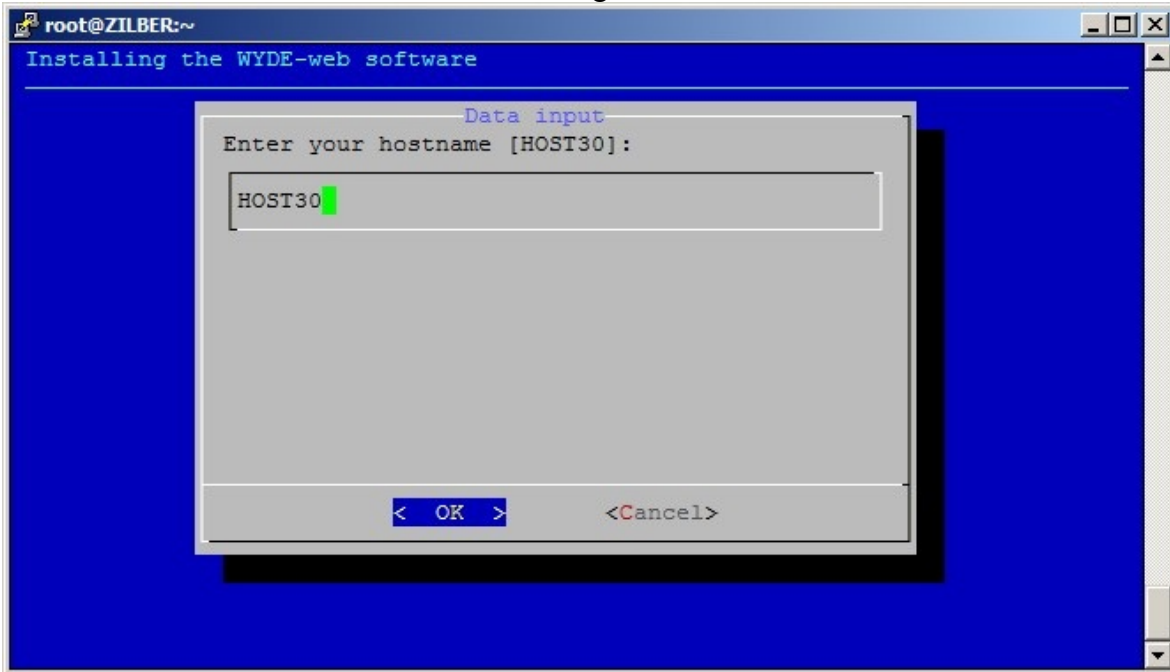 root@ZILBER:~
Installing the WYDE-web software
Data input
Enter your hostname [HOST30]:
HOST30
< OK > <Cancel>